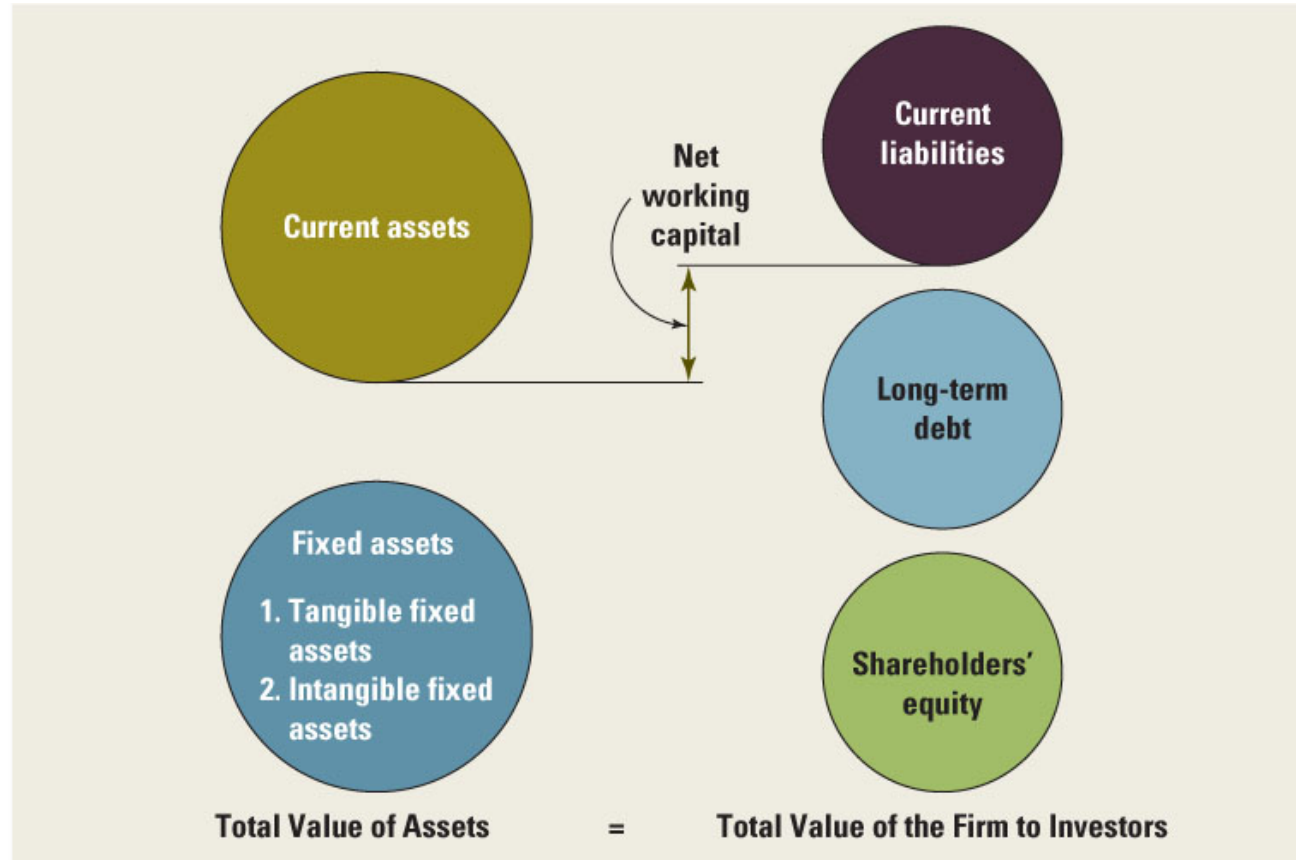 Current assets
Net
working
capital
Current
liabilities
Long-term
debt
Fixed assets
1. Tangible fixed
assets
2. Intangible fixed
assets
Shareholders’
equity
Total Value of Assets = Total Value of the Firm to Investors